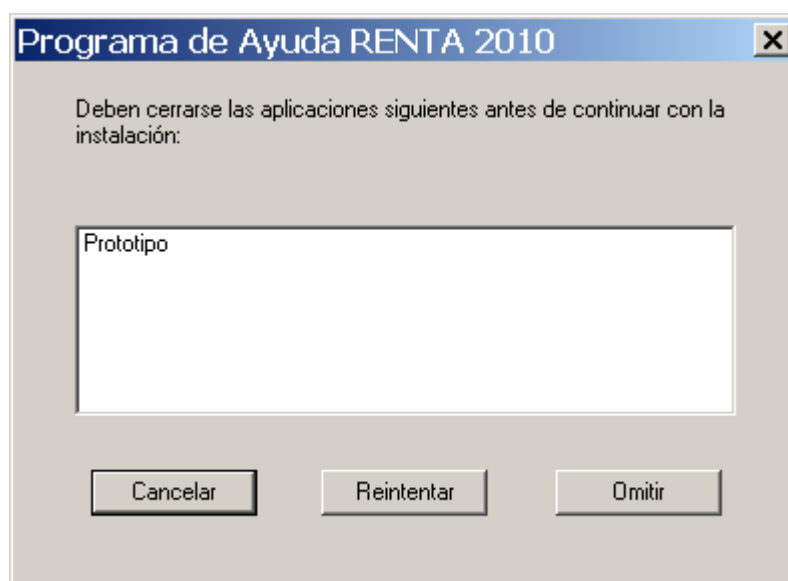 Programa de Ayuda RENTA 2010
Deben cerrarse las aplicaciones siguientes antes de continuar con la
instalación:
Prototipo
Cancelar
Reintentar
Omitir